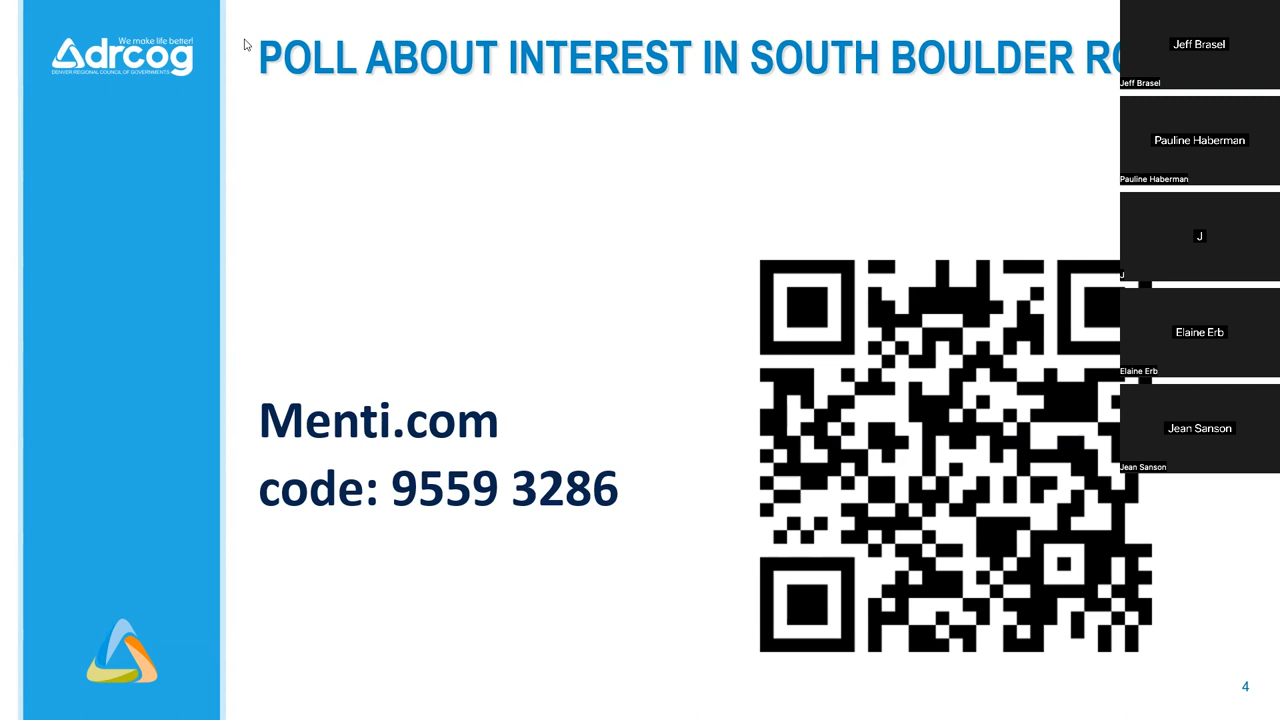 We make life better!
drcog
DENVER REGIONAL COUNCIL OF GOVERNMENTS
POLL ABOUT INTEREST IN SOUTH BOULDER
Menti.com
code: 9559 3286
Jeff Brasel
Jeff Brasel
Pauline Haberman
Pauline Haberman
J
J
Elaine Erb
Elaine Erb
Jean Sanson
Jean Sanson
4